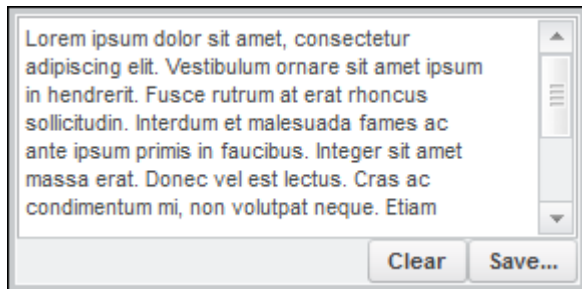 Lorem ipsum dolor sit amet, consectetur
adipiscing elit. Vestibulum ornare sit amet ipsum
in hendrerit. Fusce rutrum at erat rhoncus
sollicitudin. Interdum et malesuada fames ac
ante ipsum primis in faucibus. Integer sit amet
massa erat. Donec vel est lectus. Cras ac
condimentum mi, non volutpat neque. Etiam
Clear Save...